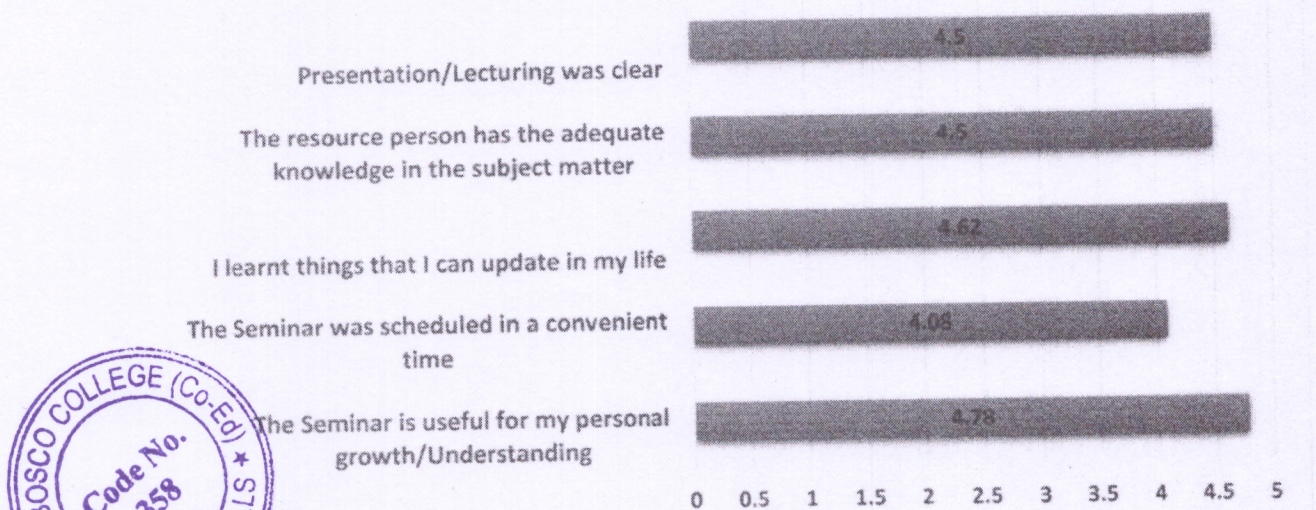 4.5
Presentation/Lecturing was clear
The resource person has the adequate
knowledge in the subject matter
4.5
4.62
I learnt things that I can update in my life
The Seminar was scheduled in a convenient
time
4.08
The Seminar is useful for my personal
growth/Understanding
4.78
0 0.5 1 1.5 2 2.5 3 3.5 4 4.5 5
BOSCO COLLEGE (Co-Ed) ★
Code No.
358